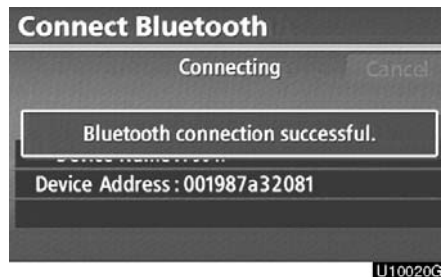 Connect Bluetooth
Connecting
Cancel
Bluetooth connection successful.
Device Address : 001987a32081
U10020G